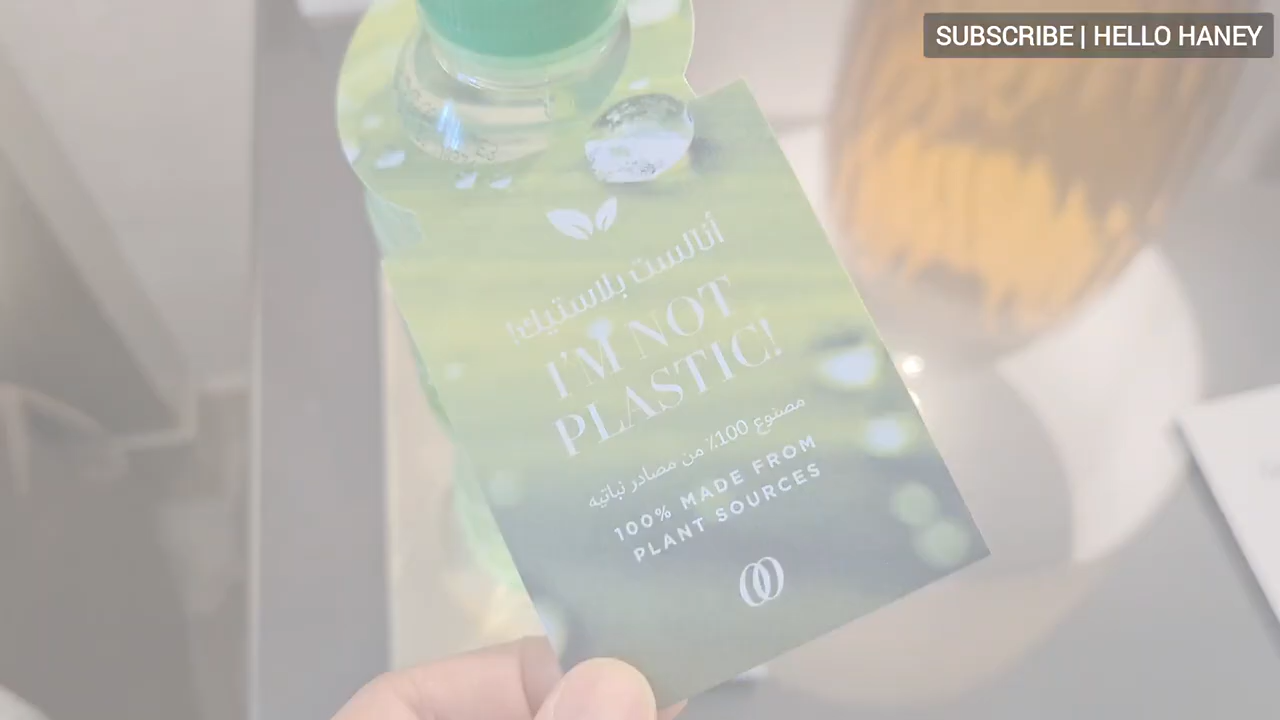 SUBSCRIBE | HELLO HANEY
أنا لست بلاستيك!
I'M NOT
PLASTIC!
مصنوع 100٪ من مصادر نباتيه
100% MADE FROM
PLANT SOURCES